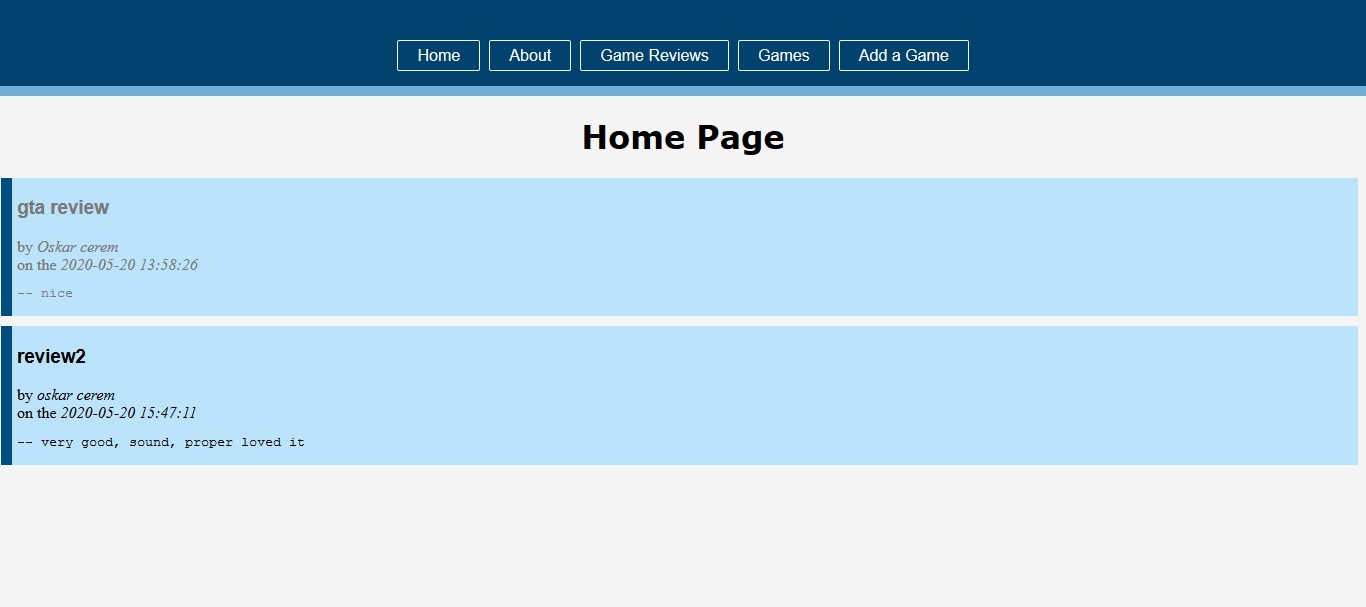 Home About Game Reviews Games Add a Game
Home Page
gta review
by Oskar cerem
on the 2020-05-20 13:58:26
-- nice
review2
by oskar cerem
on the 2020-05-20 15:47:11
-- very good, sound, proper loved it